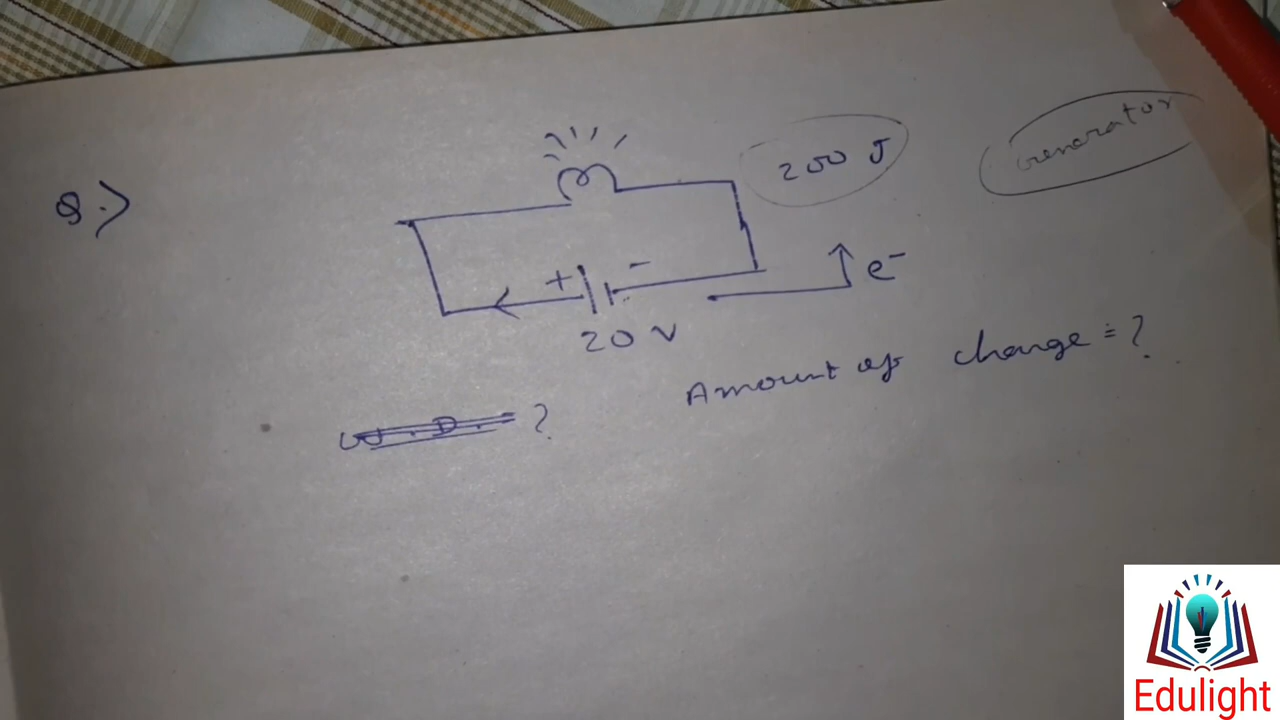 Q.)
200 J
Generator
+ -
e-
20 V
W.D. ?
Amount of charge = ?
Edulight